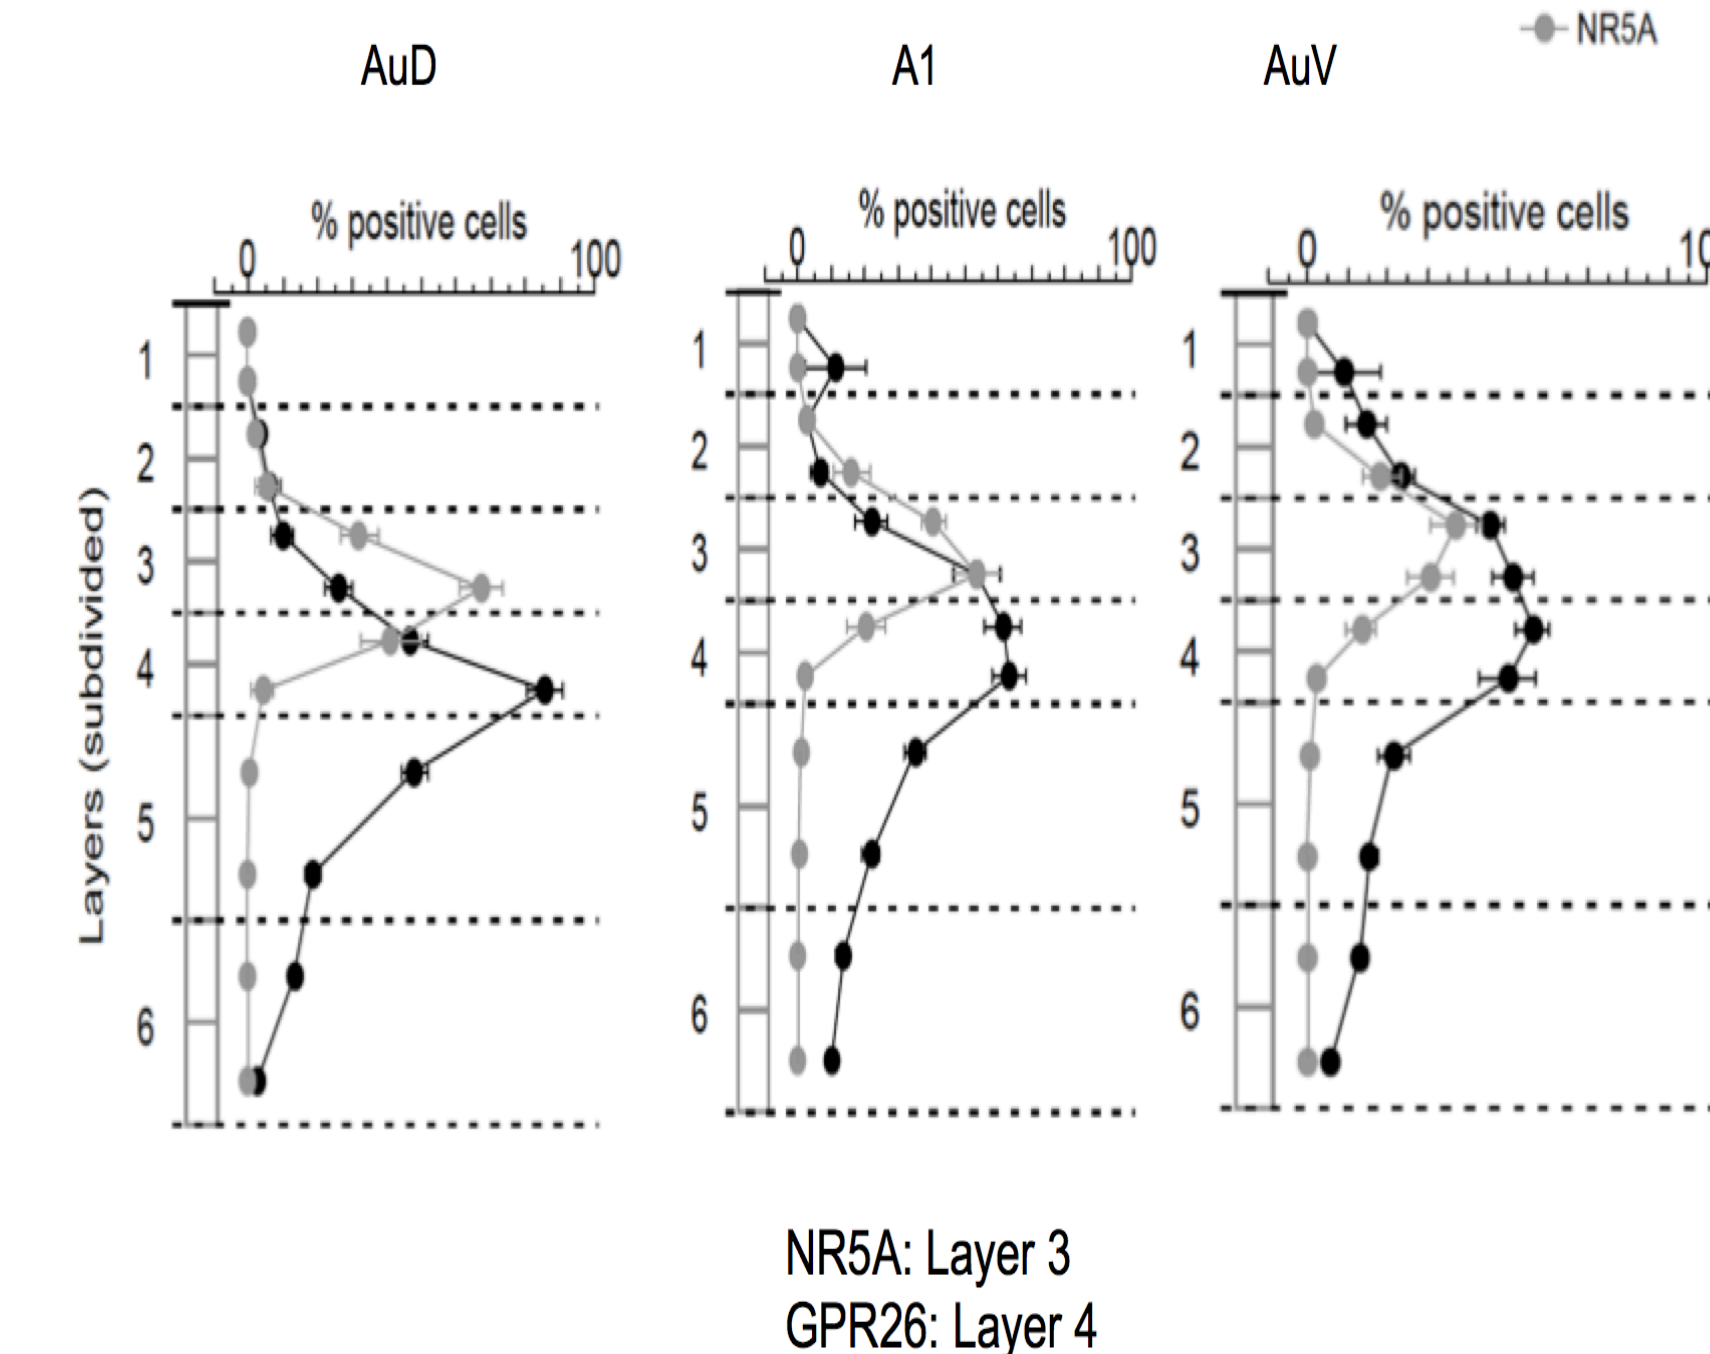 NR5A
AuD A1 AuV
% positive cells % positive cells % positive cells
0 100 0 100 0 10
Layers (subdivided)
1 1 1
2 2 2
3 3 3
4 4 4
5 5 5
6 6 6
NR5A: Layer 3
GPR26: Layer 4